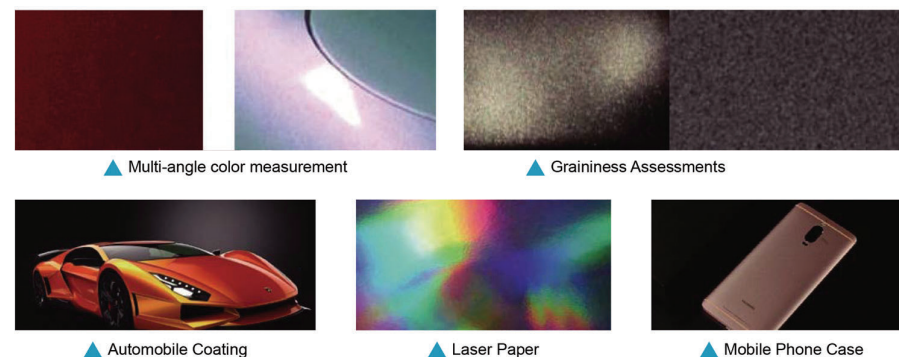 Multi-angle color measurement
Graininess Assessments
Automobile Coating
Laser Paper
Mobile Phone Case